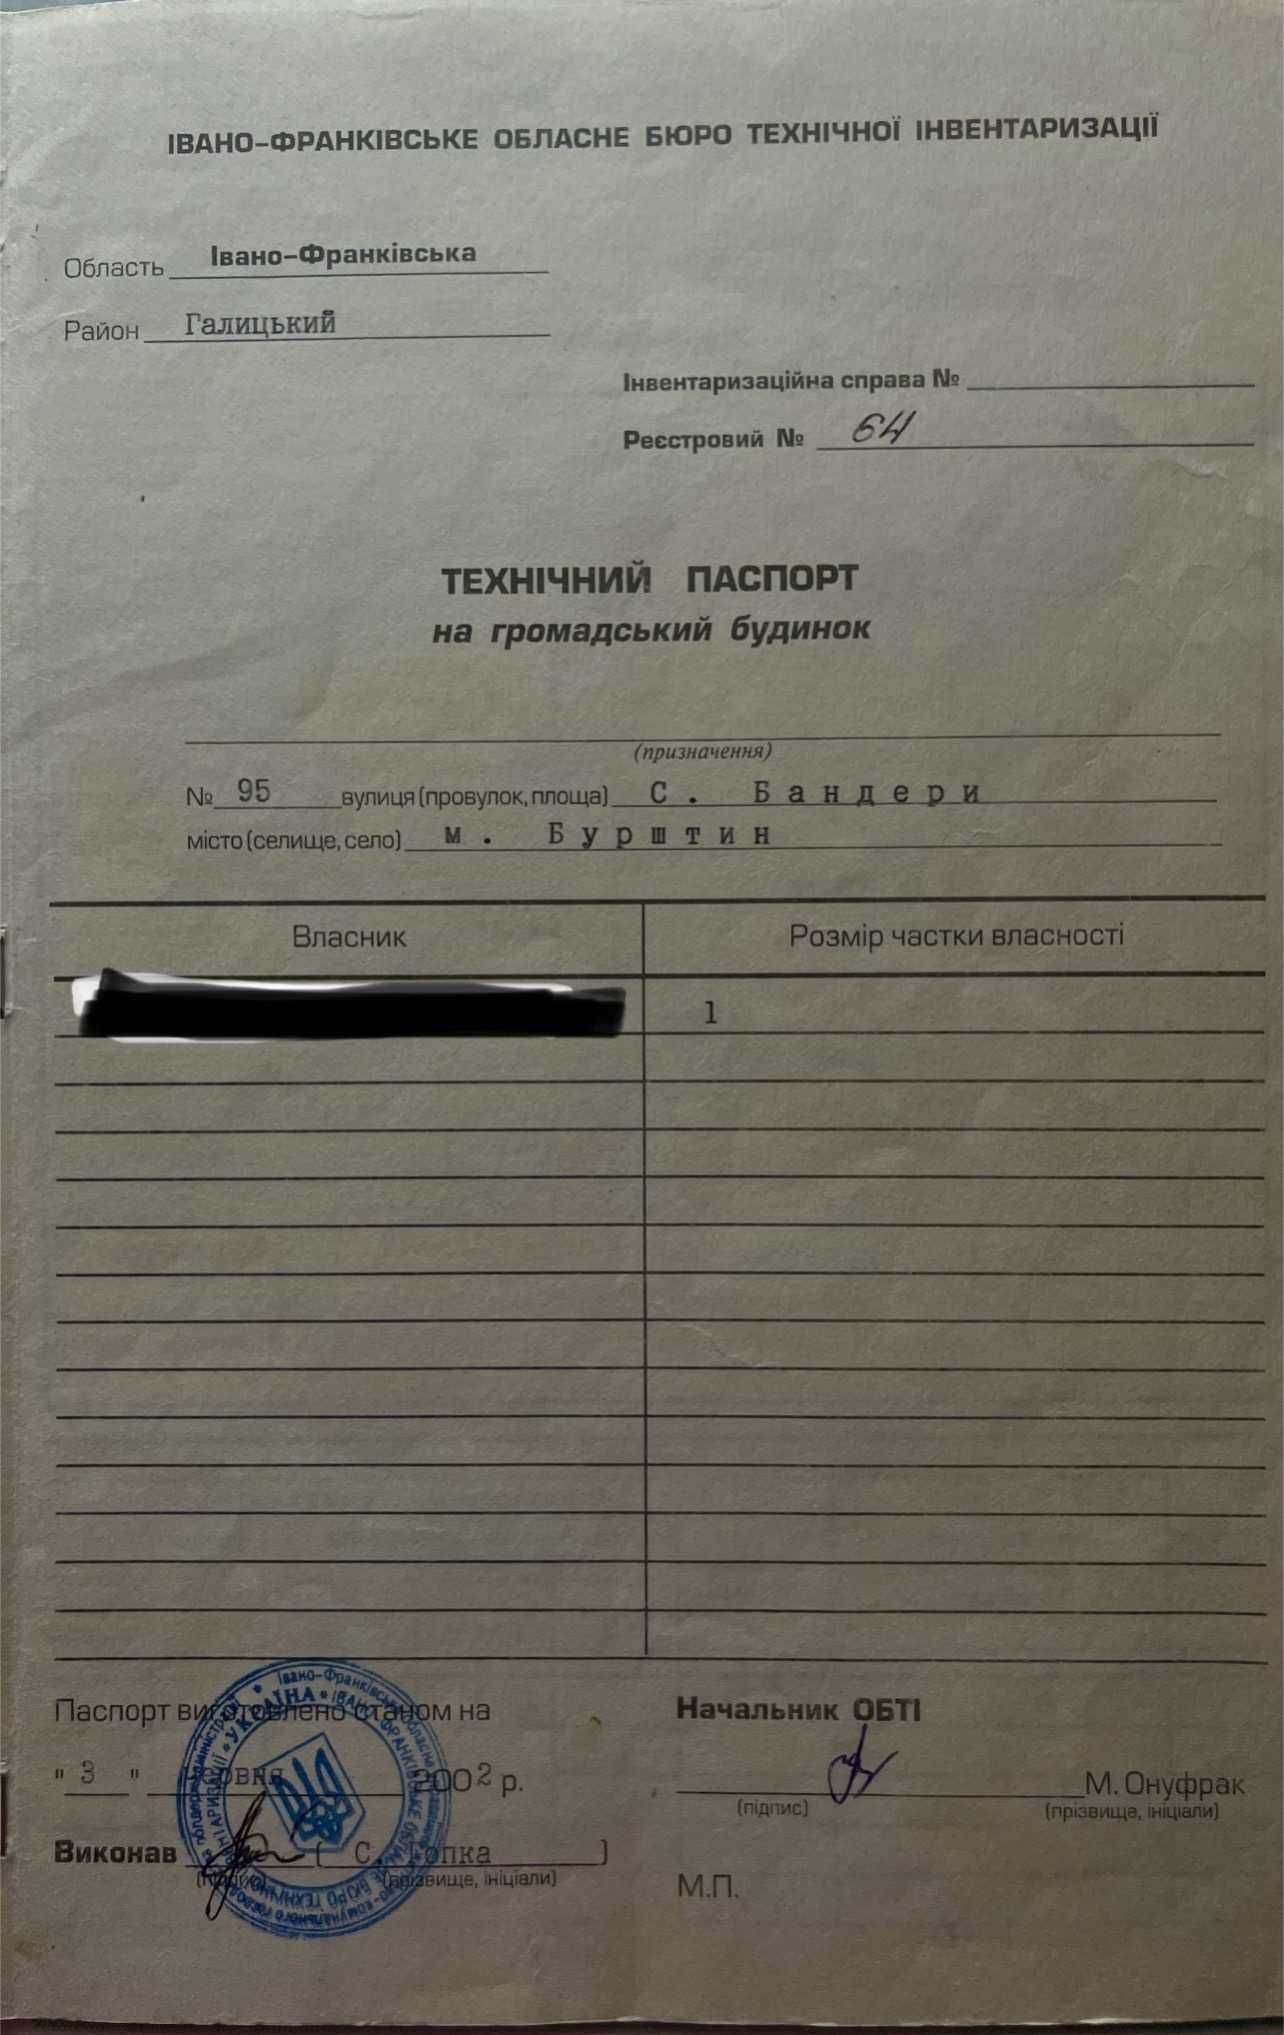 ІВАНО-ФРАНКІВСЬКЕ ОБЛАСНЕ БЮРО ТЕХНІЧНОЇ ІНВЕНТАРИЗАЦІЇ
Область Івано-Франківська
Район Галицький
Інвентаризаційна справа №
Реєстровий № 64
ТЕХНІЧНИЙ ПАСПОРТ
на громадський будинок
(призначення)
№ 95 вулиця (провулок, площа) С. Бандери
місто (селище, село) м. Бурштин
Власник Розмір частки власності
1
Паспорт виготовлено станом на Начальник ОБТІ
" 3 " 2002 р. М. Онуфрак
(підпис) (прізвище, ініціали)
Виконав ( С. )
(підпис) (прізвище, ініціали)
М.П.
УКРАЇНА